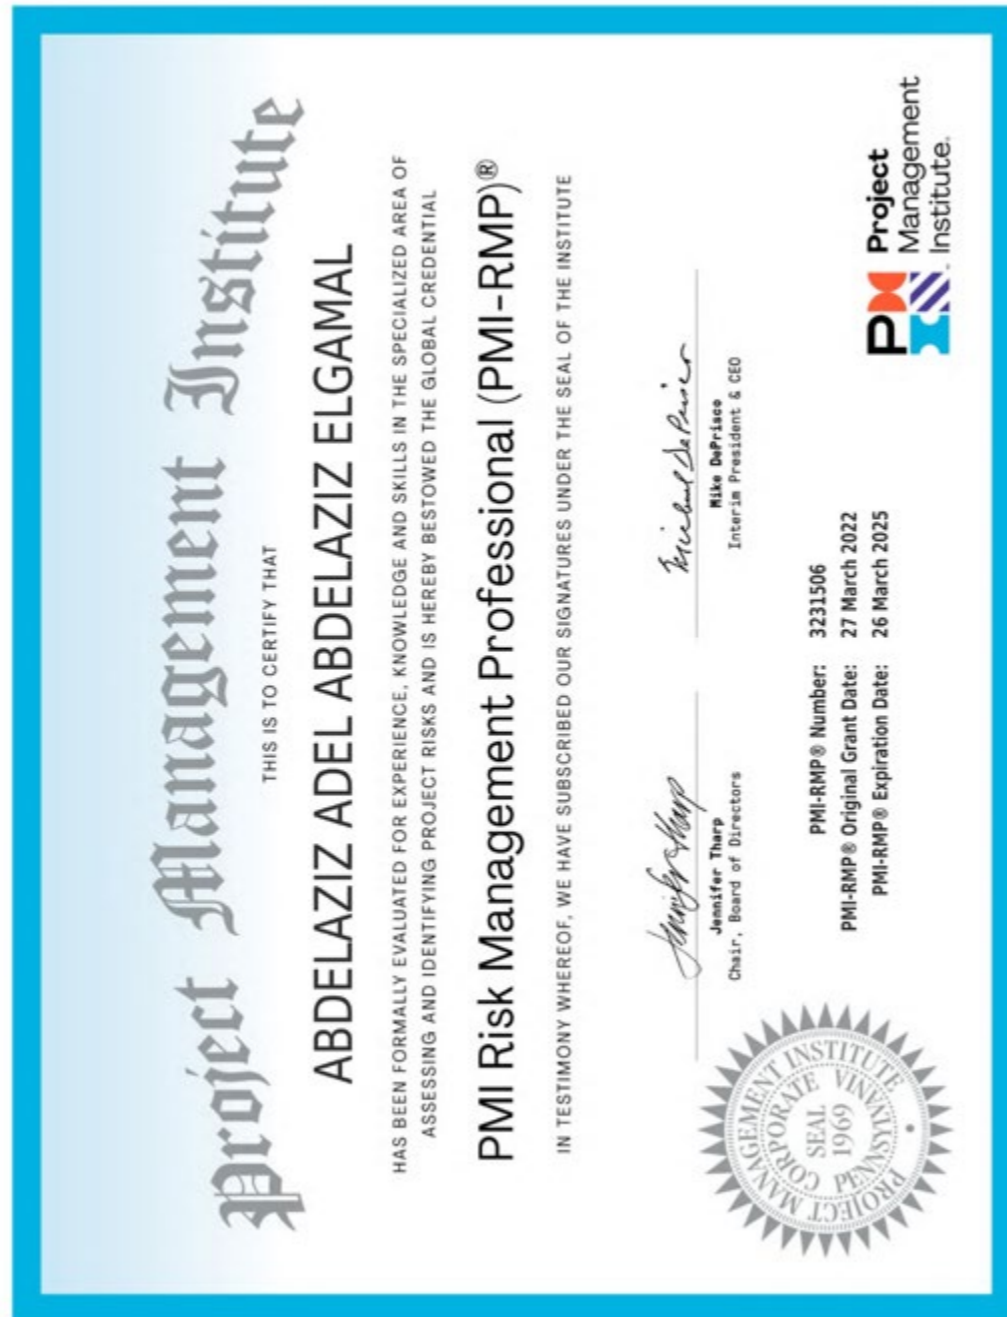 Project Management Institute
THIS IS TO CERTIFY THAT
ABDELAZIZ ADEL ABDELAZIZ ELGAMAL
HAS BEEN FORMALLY EVALUATED FOR EXPERIENCE, KNOWLEDGE AND SKILLS IN THE SPECIALIZED AREA OF
ASSESSING AND IDENTIFYING PROJECT RISKS AND IS HEREBY BESTOWED THE GLOBAL CREDENTIAL
PMI Risk Management Professional (PMI-RMP)®
IN TESTIMONY WHEREOF, WE HAVE SUBSCRIBED OUR SIGNATURES UNDER THE SEAL OF THE INSTITUTE
Jennifer Tharp
Jennifer Tharp
Chair, Board of Directors
Michael DePrisco
Mike DePrisco
Interim President & CEO
PROJECT MANAGEMENT INSTITUTE
CORPORATE
SEAL
1969
PENNSYLVANIA
PMI-RMP® Number: 3231506
PMI-RMP® Original Grant Date: 27 March 2022
PMI-RMP® Expiration Date: 26 March 2025
Project
Management
Institute.